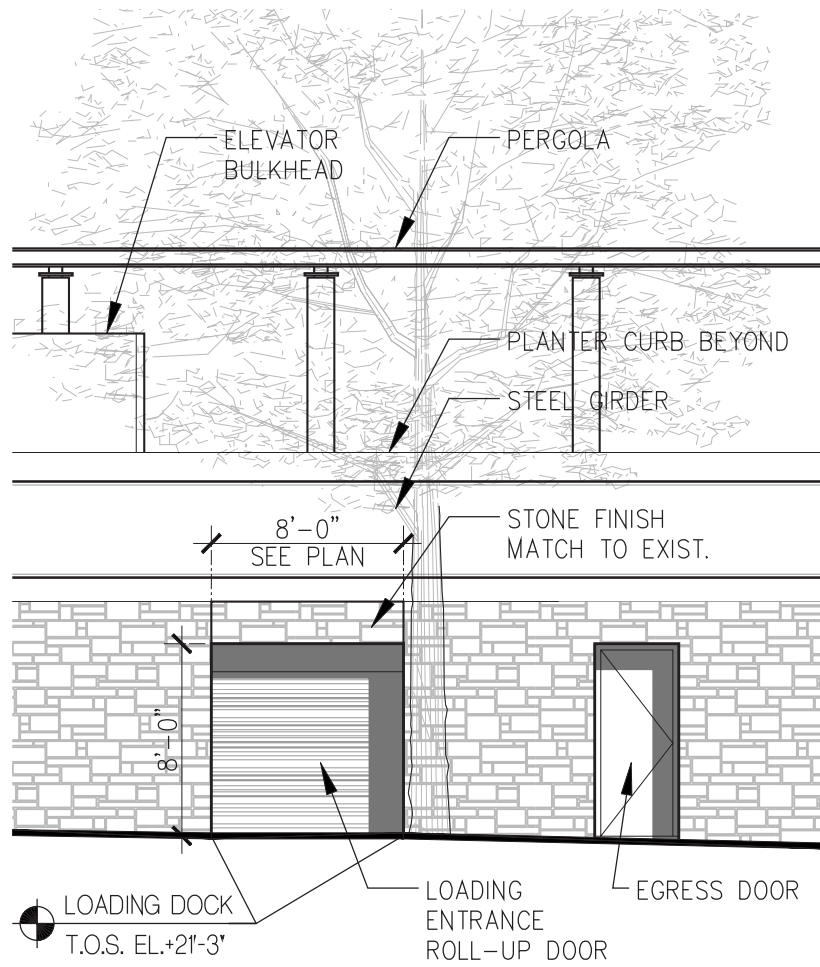 ELEVATOR
BULKHEAD
PERGOLA
PLANTER CURB BEYOND
STEEL GIRDER
8'-0"
SEE PLAN
STONE FINISH
MATCH TO EXIST.
8'-0"
LOADING DOCK
T.O.S. EL.+21'-3"
LOADING
ENTRANCE
ROLL-UP DOOR
EGRESS DOOR